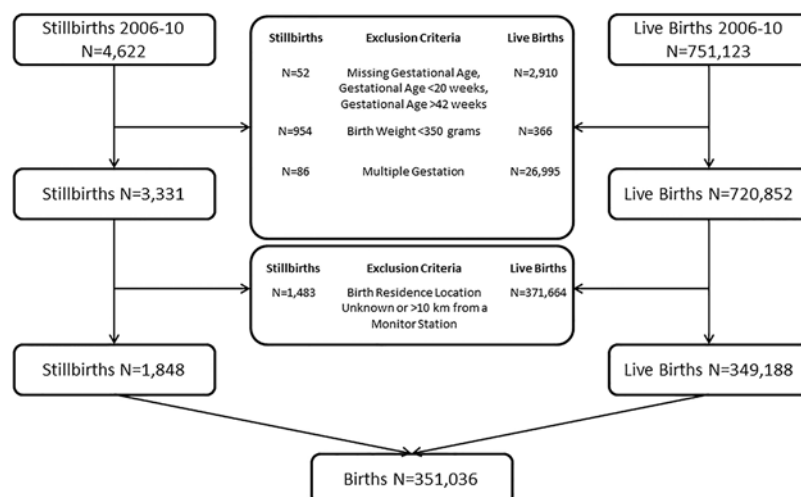 Stillbirths 2006-10
N=4,622
Stillbirths Exclusion Criteria Live Births
N=52 Missing Gestational Age, N=2,910
Gestational Age <20 weeks,
Gestational Age >42 weeks
N=954 Birth Weight <350 grams N=366
N=86 Multiple Gestation N=26,995
Live Births 2006-10
N=751,123
Stillbirths N=3,331
Live Births N=720,852
Stillbirths Exclusion Criteria Live Births
N=1,483 Birth Residence Location N=371,664
Unknown or >10 km from a
Monitor Station
Stillbirths N=1,848
Live Births N=349,188
Births N=351,036